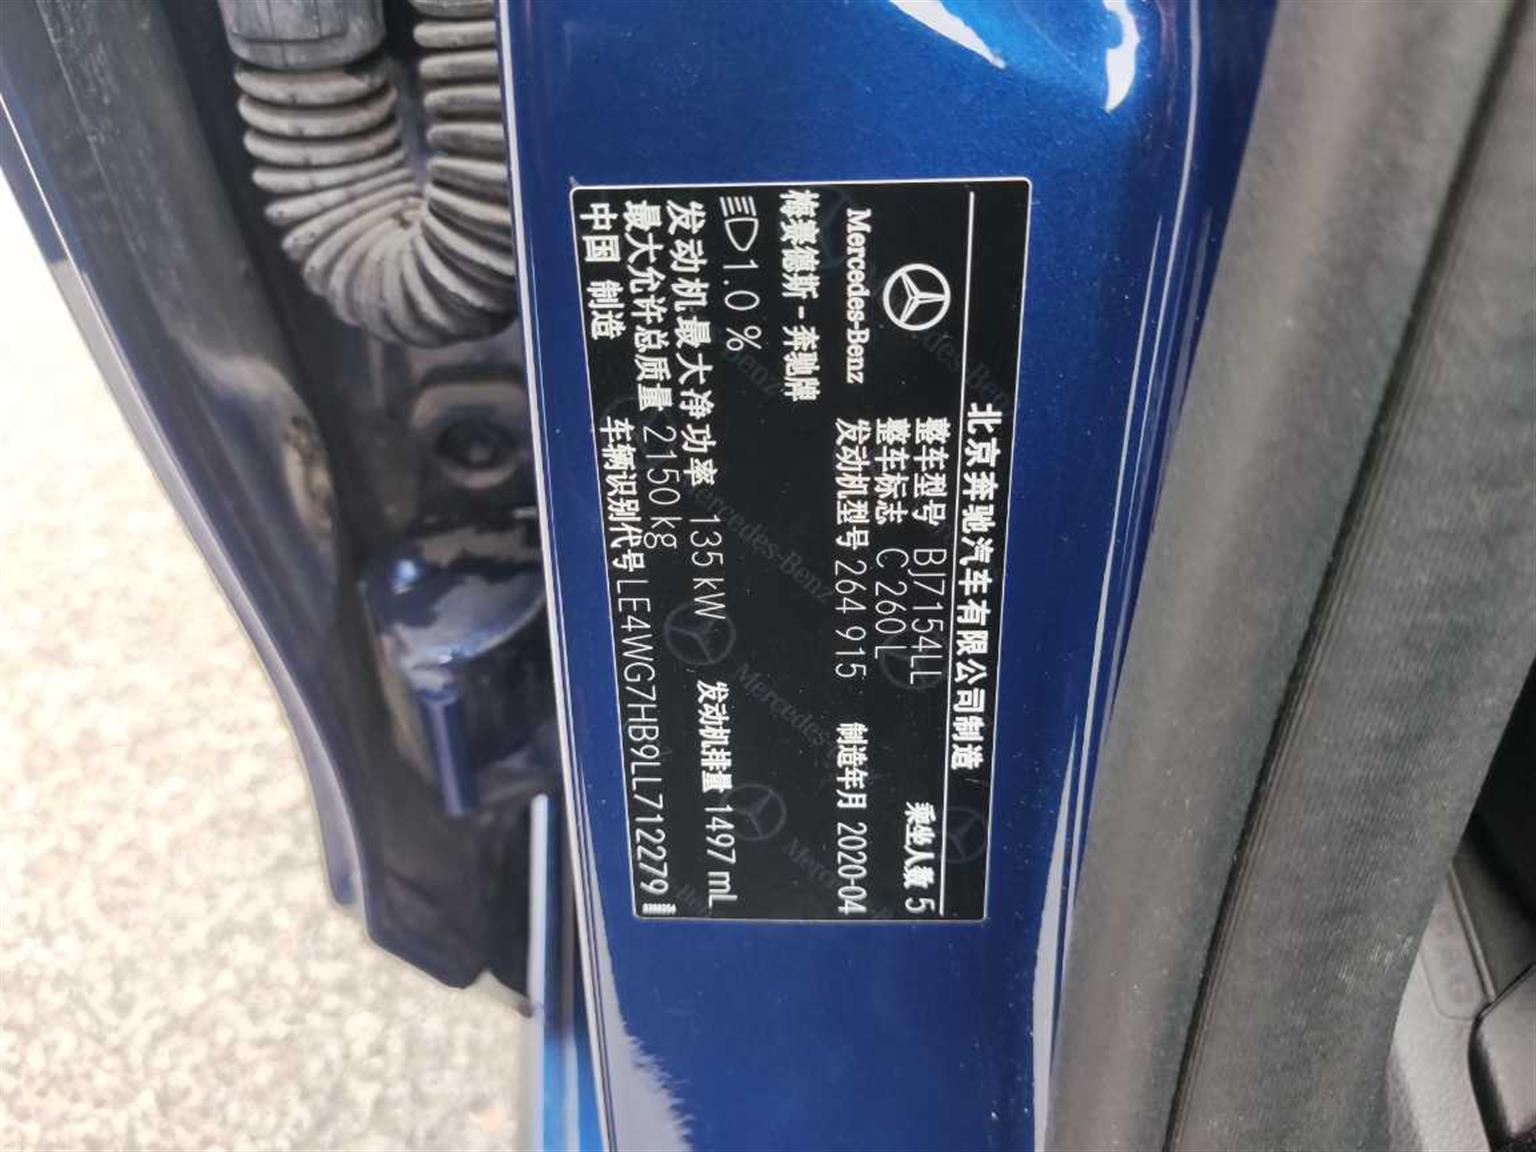 北京奔驰汽车有限公司制造
整车型号 BJ7154LL 乘坐人数 5
整车标志 C 260 L
Mercedes-Benz 发动机型号 264 915 制造年月 2020-04
梅赛德斯-奔驰牌
1.0 %
发动机最大净功率 135 kW 发动机排量 1497 mL
最大允许总质量 2150 kg
中国 制造 车辆识别代号 LE4WG7HB9LL712279